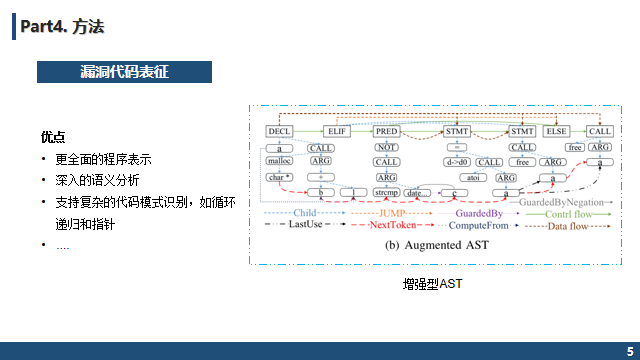 Part4. 方法
漏洞代码表征
优点
• 更全面的程序表示
• 深入的语义分析
• 支持复杂的代码模式识别，如循环
递归和指针
• ....
DECL ELIF PRED STMT STMT ELSE CALL
a CALL NOT = CALL free ARG
malloc ARG CALL d->d0 CALL free ARG a
char * + ARG atoi ARG a
b 1 strcmp date... c a
GuardedByNegation
Child JUMP GuardedBy Contrl flow
LastUse NextToken ComputeFrom Data flow
(b) Augmented AST
增强型AST
5